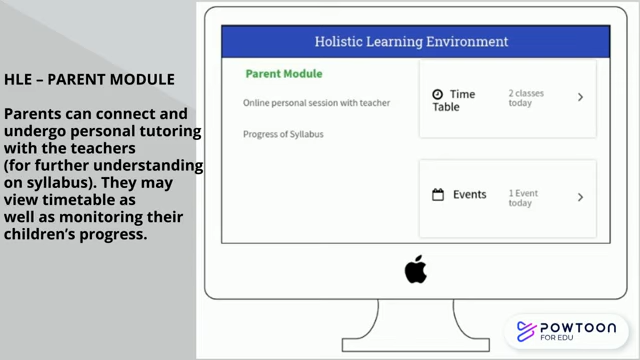 HLE – PARENT MODULE
Parents can connect and
undergo personal tutoring
with the teachers
(for further understanding
on syllabus). They may
view timetable as
well as monitoring their
children’s progress.
Holistic Learning Environment
Parent Module
Online personal session with teacher
Progress of Syllabus
Time
Table
2 classes
today
Events
1 Event
today
POWTOON
FOR EDU